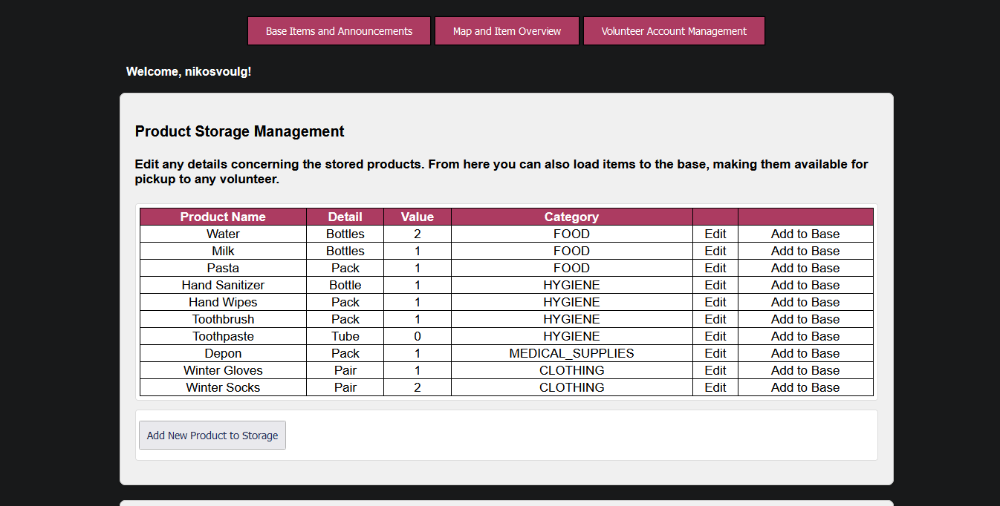 Base Items and Announcements Map and Item Overview Volunteer Account Management
Welcome, nikosvoulg!
Product Storage Management
Edit any details concerning the stored products. From here you can also load items to the base, making them available for
pickup to any volunteer.
Product Name Detail Value Category
Water Bottles 2 FOOD Edit Add to Base
Milk Bottles 1 FOOD Edit Add to Base
Pasta Pack 1 FOOD Edit Add to Base
Hand Sanitizer Bottle 1 HYGIENE Edit Add to Base
Hand Wipes Pack 1 HYGIENE Edit Add to Base
Toothbrush Pack 1 HYGIENE Edit Add to Base
Toothpaste Tube 0 HYGIENE Edit Add to Base
Depon Pack 1 MEDICAL_SUPPLIES Edit Add to Base
Winter Gloves Pair 1 CLOTHING Edit Add to Base
Winter Socks Pair 2 CLOTHING Edit Add to Base
Add New Product to Storage